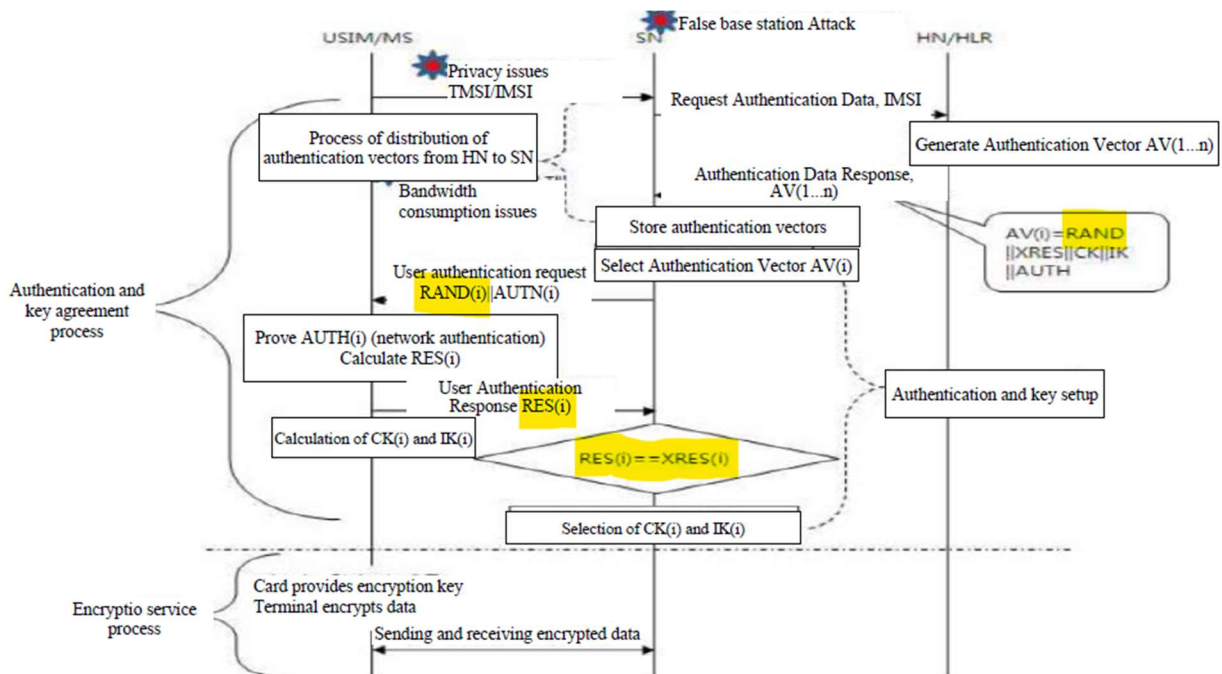 False base station Attack
USIM/MS
SN
HN/HLR
Privacy issues
TMSI/IMSI
Request Authentication Data, IMSI
Process of distribution of
authentication vectors from HN to SN
Generate Authentication Vector AV(1...n)
Authentication Data Response,
AV(1...n)
Bandwidth
consumption issues
Store authentication vectors
AV(i)=RAND
||XRES||CK||IK
||AUTH
Select Authentication Vector AV(i)
User authentication request
RAND(i)||AUTN(i)
Authentication and
key agreement
process
Prove AUTH(i) (network authentication)
Calculate RES(i)
User Authentication
Response RES(i)
Authentication and key setup
Calculation of CK(i) and IK(i)
RES(i)==XRES(i)
Selection of CK(i) and IK(i)
Card provides encryption key
Terminal encrypts data
Encryptio service
process
Sending and receiving encrypted data